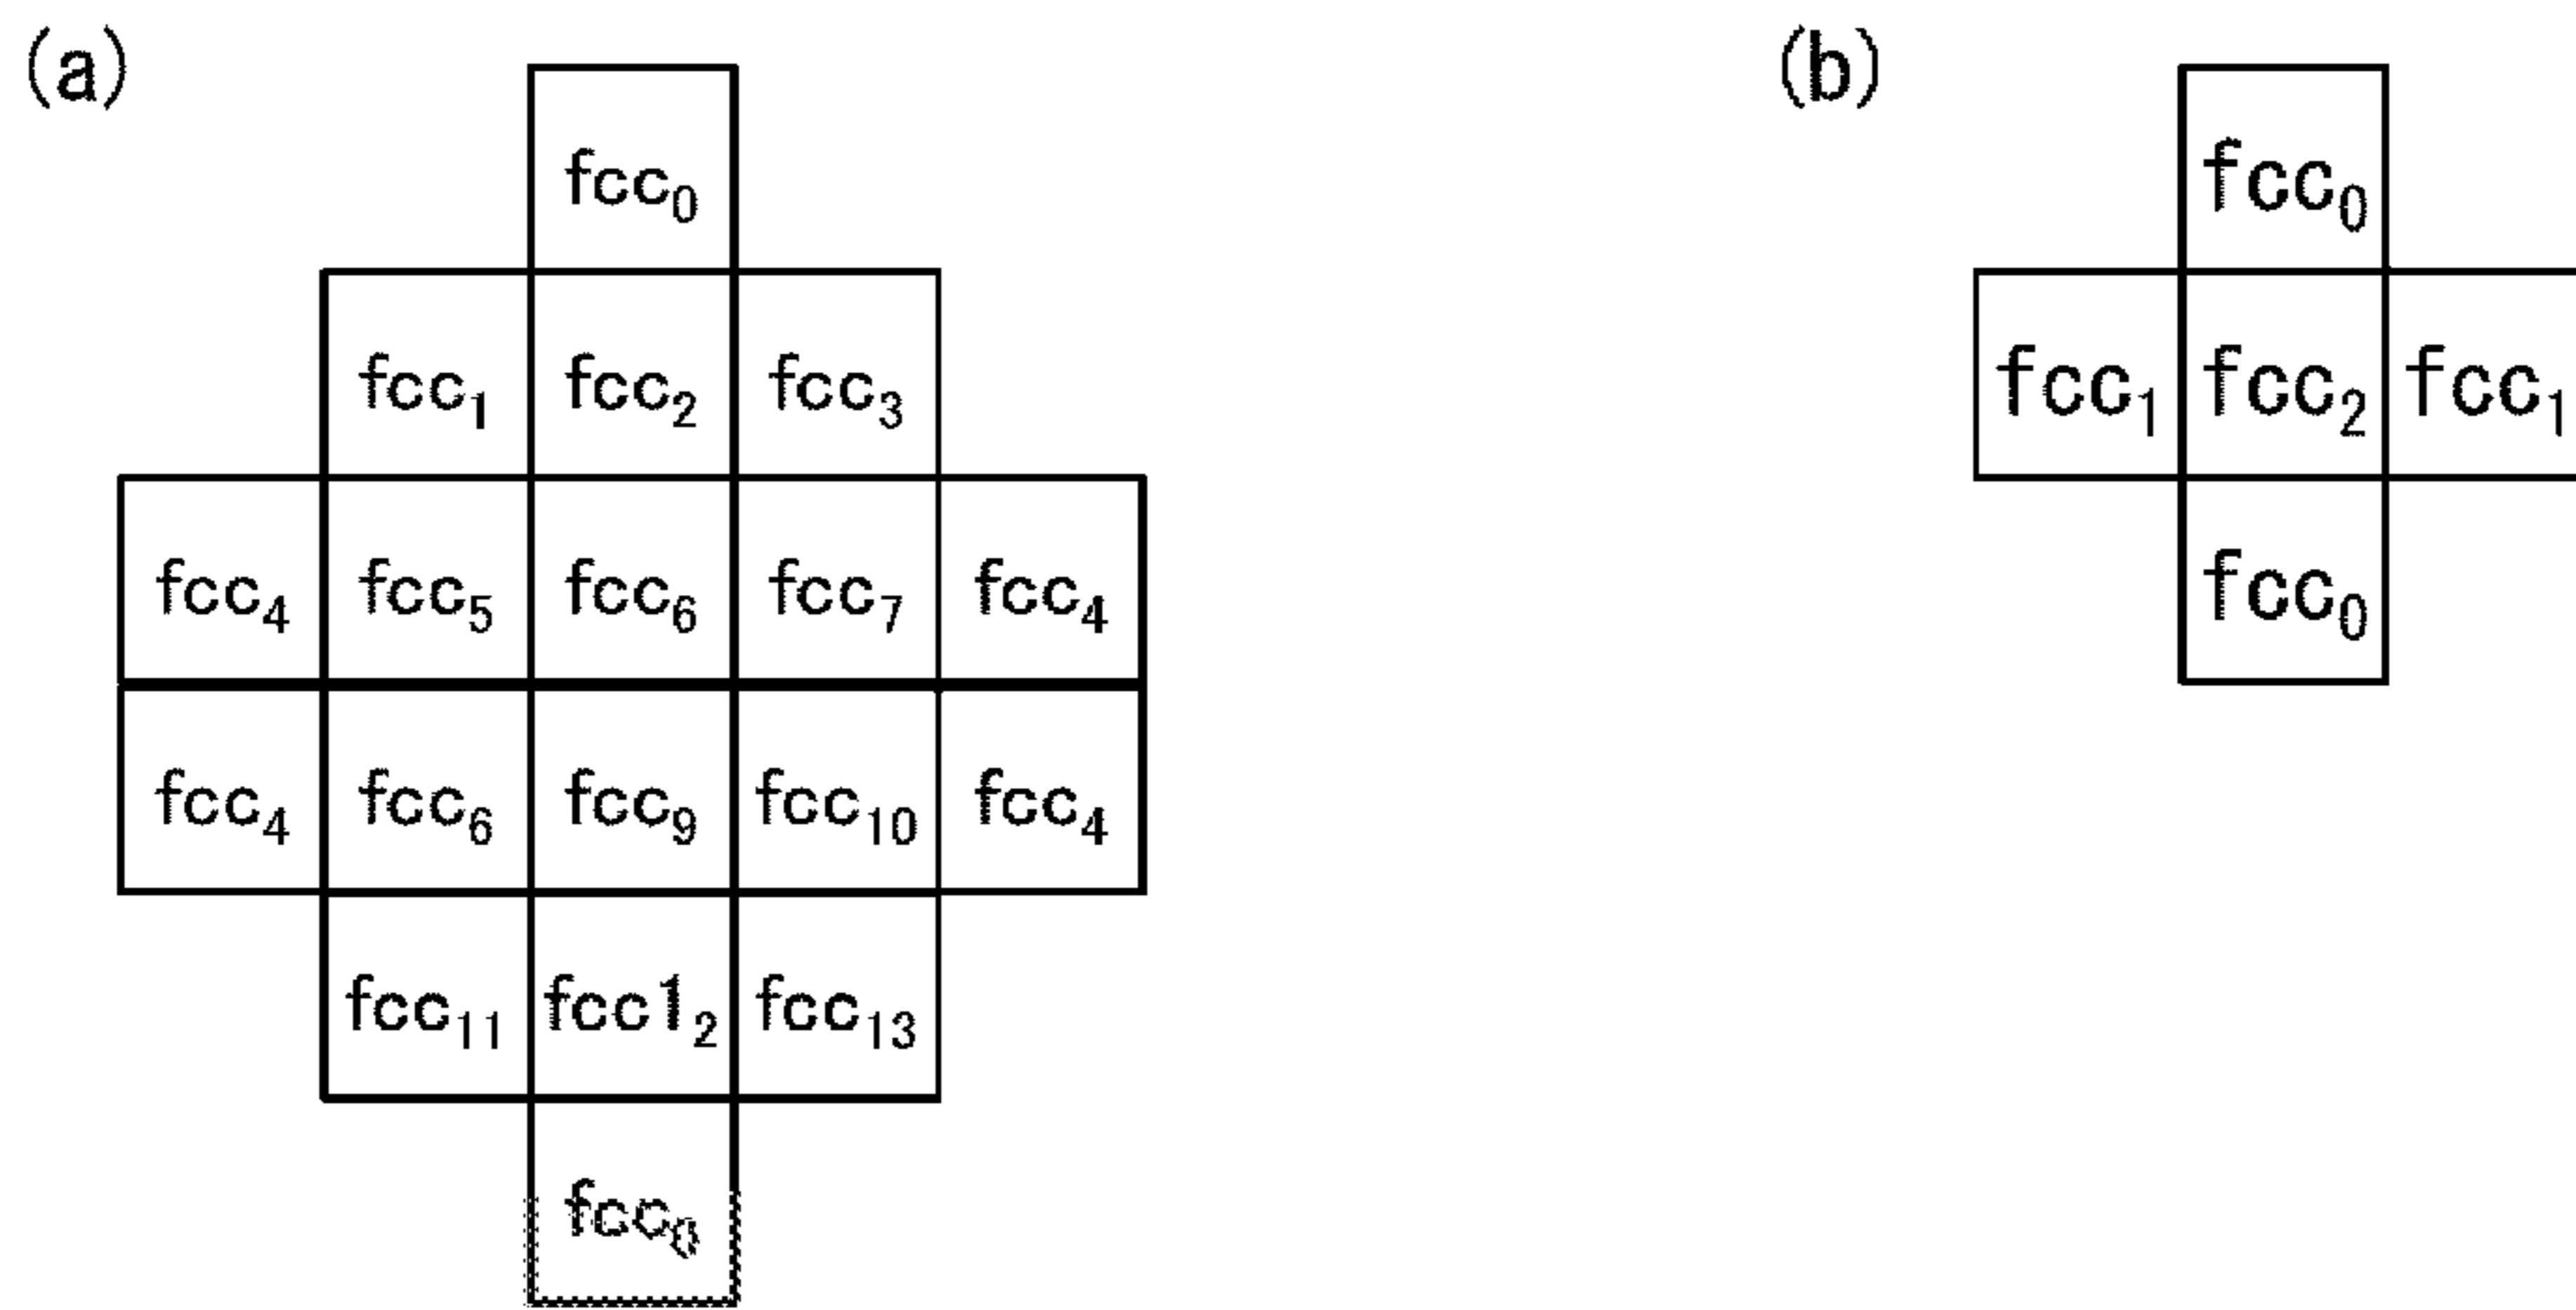 (a) (b)
fcc₀ fcc₀
fcc₁ fcc₂ fcc₃ fcc₁ fcc₂ fcc₁
fcc₄ fcc₅ fcc₆ fcc₇ fcc₄ fcc₀
fcc₄ fcc₆ fcc₉ fcc₁₀ fcc₄
fcc₁₁ fcc1₂ fcc₁₃
fcc₀